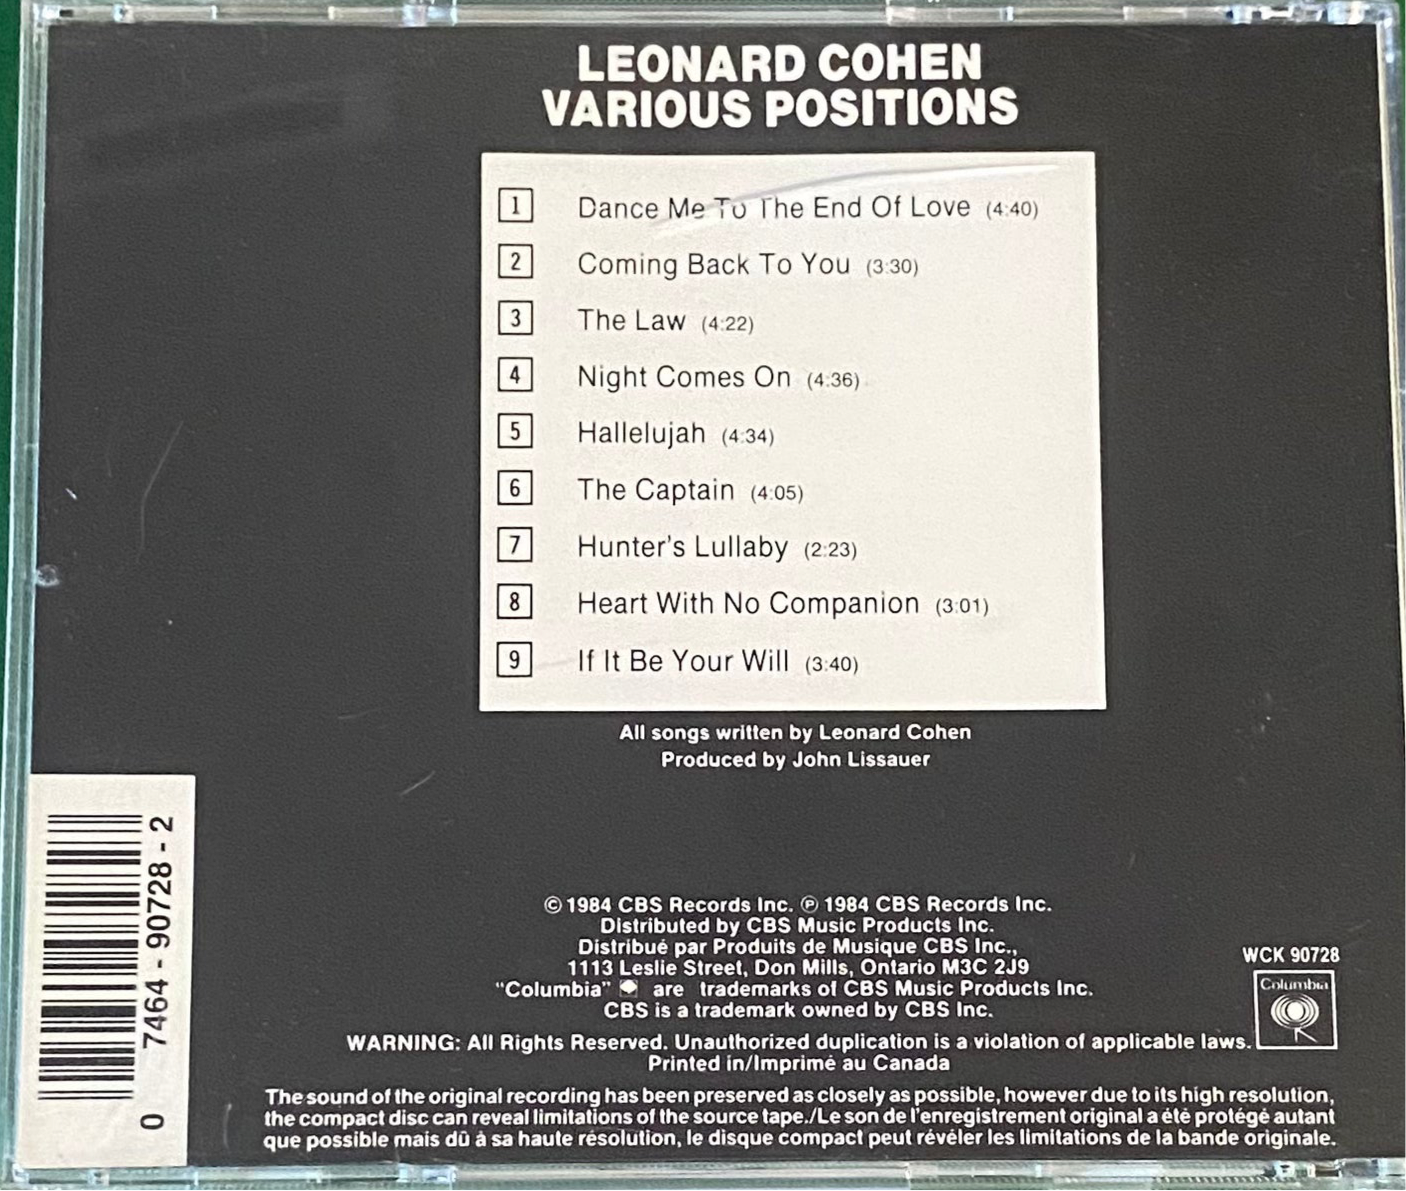 LEONARD COHEN
VARIOUS POSITIONS
1 Dance Me To The End Of Love (4:40)
2 Coming Back To You (3:30)
3 The Law (4:22)
4 Night Comes On (4:36)
5 Hallelujah (4:34)
6 The Captain (4:05)
7 Hunter's Lullaby (2:23)
8 Heart With No Companion (3:01)
9 If It Be Your Will (3:40)
All songs written by Leonard Cohen
Produced by John Lissauer
0 7464-90728-2
© 1984 CBS Records Inc. ℗ 1984 CBS Records Inc.
Distributed by CBS Music Products Inc.
Distribué par Produits de Musique CBS Inc.,
1113 Leslie Street, Don Mills, Ontario M3C 2J9
"Columbia" are trademarks of CBS Music Products Inc.
CBS is a trademark owned by CBS Inc.
WCK 90728
Columbia
WARNING: All Rights Reserved. Unauthorized duplication is a violation of applicable laws.
Printed in/Imprimé au Canada
The sound of the original recording has been preserved as closely as possible, however due to its high resolution,
the compact disc can reveal limitations of the source tape./Le son de l'enregistrement original a été protégé autant
que possible mais dû à sa haute résolution, le disque compact peut révéler les limitations de la bande originale.